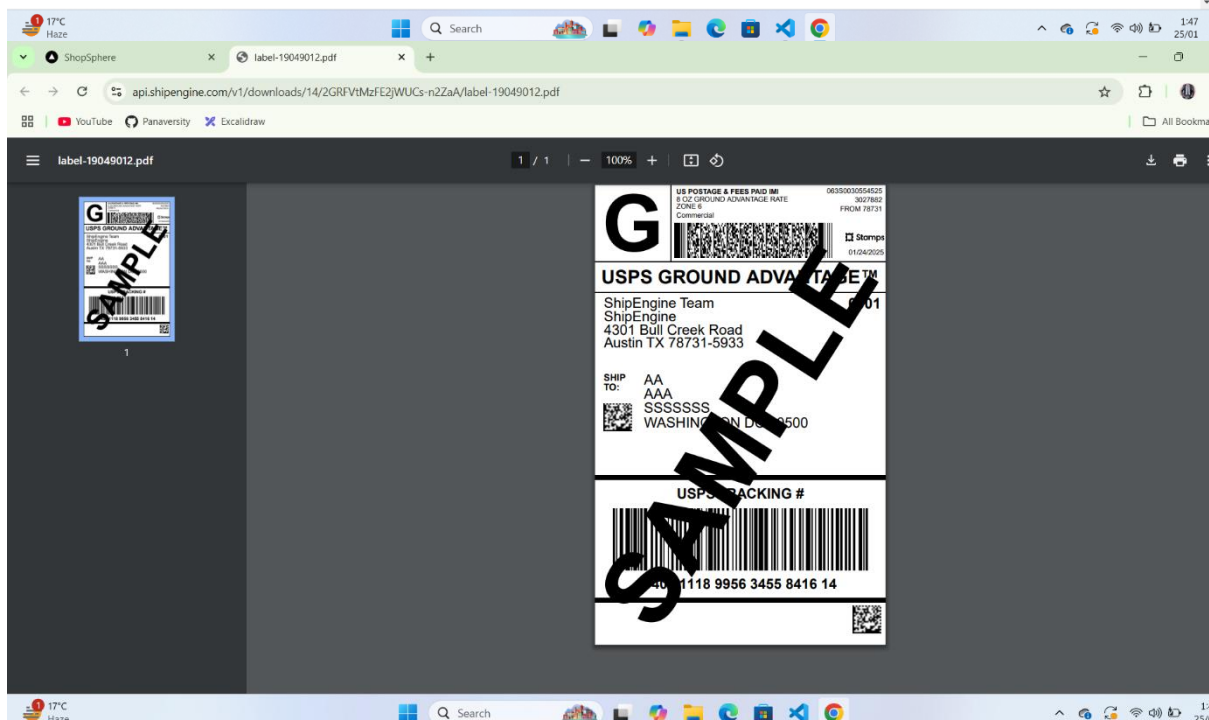 17°C
Haze
Search
1:47
25/01
ShopSphere
label-19049012.pdf
api.shipengine.com/v1/downloads/14/2GRFVtMzFE2jWUCs-n2ZaA/label-19049012.pdf
YouTube
Panaversity
Excalidraw
All Bookma
label-19049012.pdf
1 / 1
100%
1
G
US POSTAGE & FEES PAID IMI
8 OZ GROUND ADVANTAGE RATE
ZONE 6
Commercial
063S0030554525
3027882
FROM 78731
Stamps
01/24/2025
USPS GROUND ADVANTAGE™
ShipEngine Team
ShipEngine
4301 Bull Creek Road
Austin TX 78731-5933
SHIP
TO:
AA
AAA
SSSSSSS
WASHINGTON
SAMPLE
USPS TRACKING #
1118 9956 3455 8416 14
17°C
Haze
Search